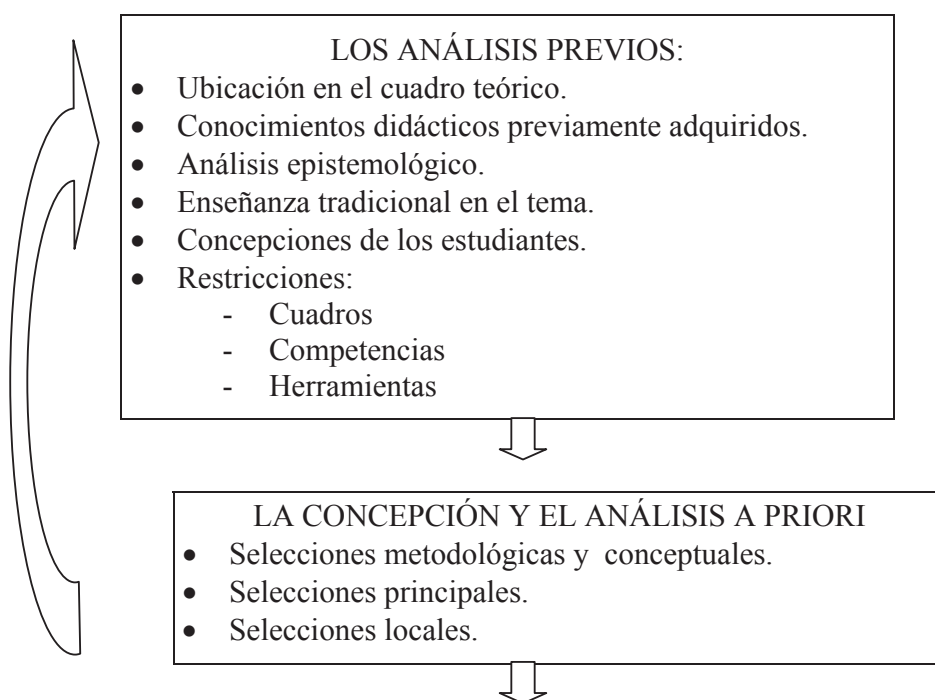 LOS ANÁLISIS PREVIOS:
• Ubicación en el cuadro teórico.
• Conocimientos didácticos previamente adquiridos.
• Análisis epistemológico.
• Enseñanza tradicional en el tema.
• Concepciones de los estudiantes.
• Restricciones:
- Cuadros
- Competencias
- Herramientas
LA CONCEPCIÓN Y EL ANÁLISIS A PRIORI
• Selecciones metodológicas y conceptuales.
• Selecciones principales.
• Selecciones locales.